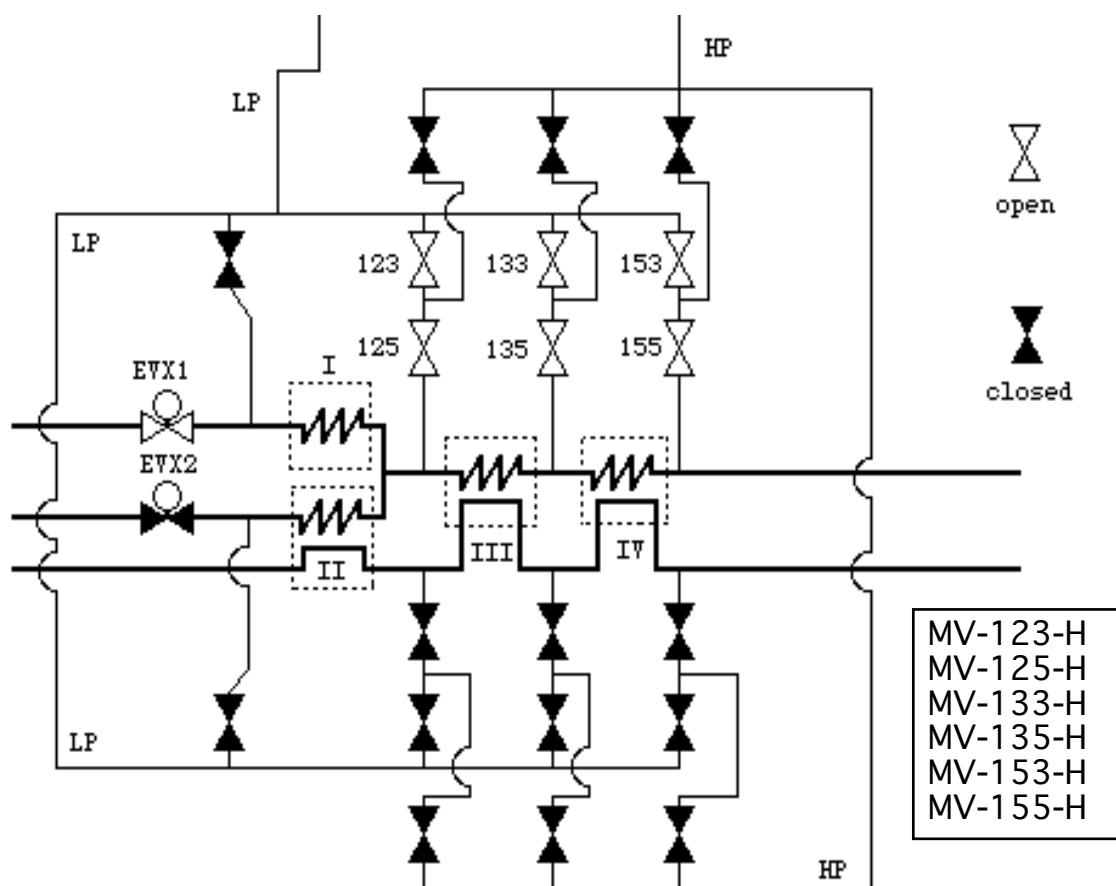 HP
LP
open
LP
123
133
153
125
135
155
I
EVX1
closed
EVX2
III
IV
II
MV-123-H
MV-125-H
MV-133-H
MV-135-H
MV-153-H
MV-155-H
LP
HP